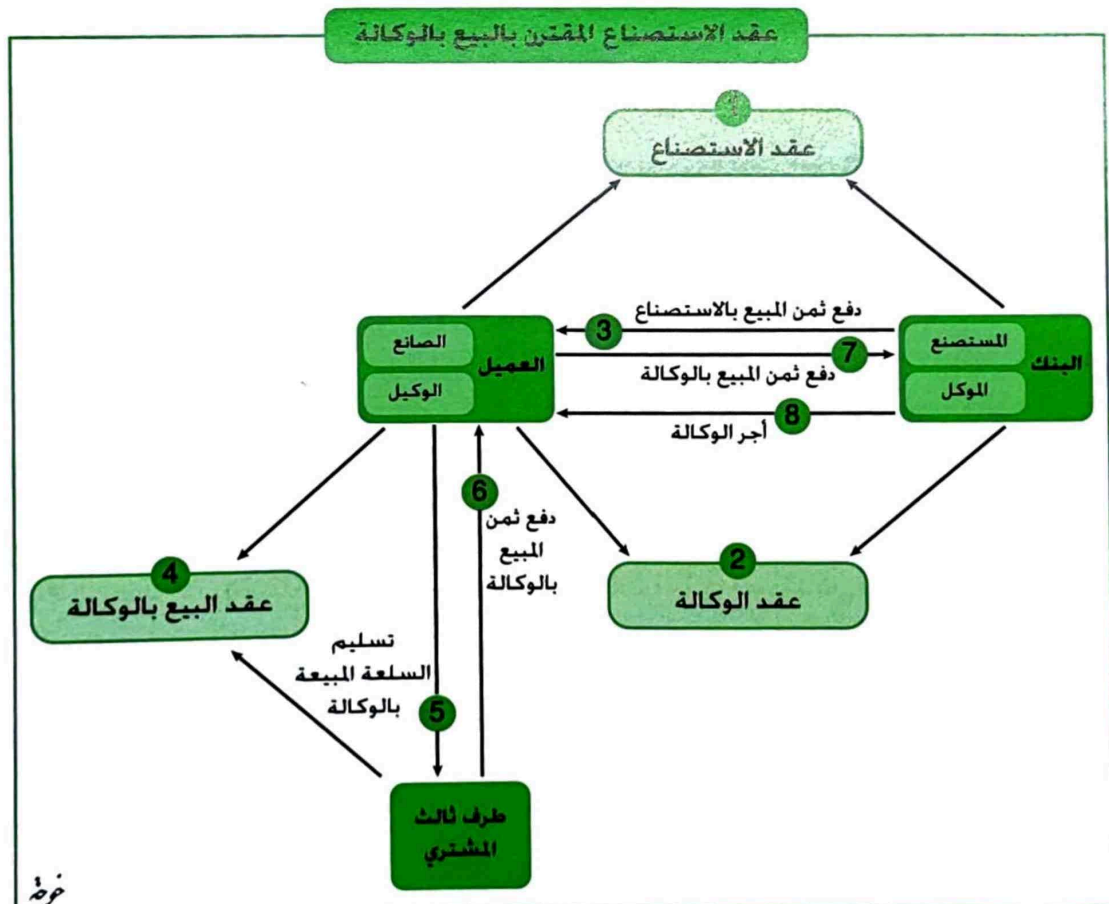 عقد الاستصناع المقترن بالبيع بالوكالة
1
عقد الاستصناع
دفع ثمن المبيع بالاستصناع
3
البنك
المستصنع
الموكل
العميل
الصانع
الوكيل
7
دفع ثمن المبيع بالوكالة
8
أجر الوكالة
6
دفع ثمن
المبيع
بالوكالة
2
عقد الوكالة
4
عقد البيع بالوكالة
تسليم
السلعة المبيعة
بالوكالة
5
طرف ثالث
المشتري